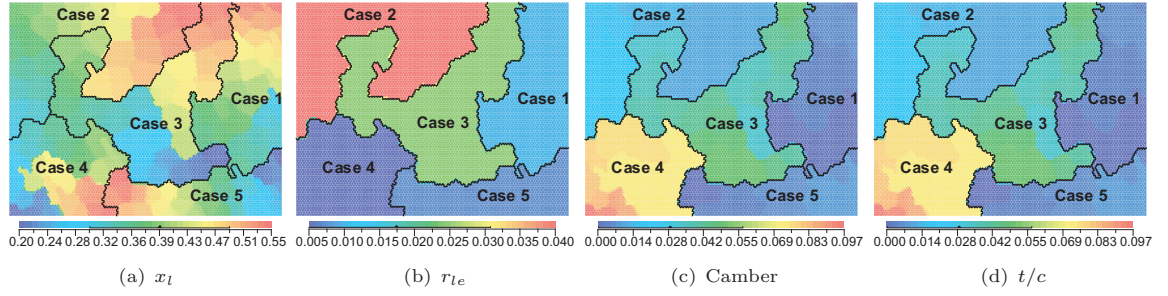 Case 2
Case 1
Case 3
Case 4
Case 5
0.20 0.24 0.28 0.32 0.36 0.39 0.43 0.47 0.51 0.55
(a) x_l
Case 2
Case 1
Case 3
Case 4
Case 5
0.005 0.010 0.015 0.020 0.025 0.030 0.035 0.040
(b) r_le
Case 2
Case 1
Case 3
Case 4
Case 5
0.000 0.014 0.028 0.042 0.055 0.069 0.083 0.097
(c) Camber
Case 2
Case 1
Case 3
Case 4
Case 5
0.000 0.014 0.028 0.042 0.055 0.069 0.083 0.097
(d) t/c